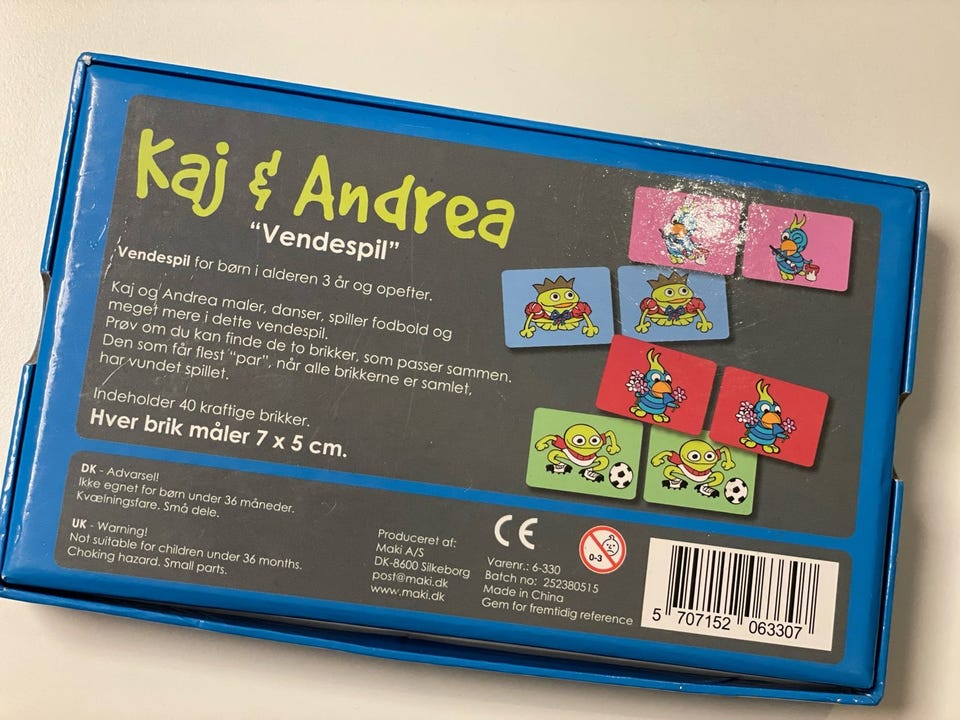 Kaj & Andrea
"Vendespil"
Vendespil for børn i alderen 3 år og opefter.
Kaj og Andrea maler, danser, spiller fodbold og
meget mere i dette vendespil.
Prøv om du kan finde de to brikker, som passer sammen.
Den som får flest "par", når alle brikkerne er samlet,
har vundet spillet.
Indeholder 40 kraftige brikker.
Hver brik måler 7 x 5 cm.
DK - Advarsel!
Ikke egnet for børn under 36 måneder.
Kvælningsfare. Små dele.
UK - Warning!
Not suitable for children under 36 months.
Choking hazard. Small parts.
Produceret af:
Maki A/S
DK-8600 Silkeborg
post@maki.dk
www.maki.dk
CE
0-3
Varenr.: 6-330
Batch no: 252380515
Made in China
Gem for fremtidig reference
5 707152 063307